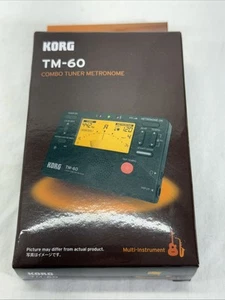 KORG
TM-60
COMBO TUNER METRONOME
KORG
TM-60
Picture may differ from actual product.
写真はイメージです。
Multi-instrument